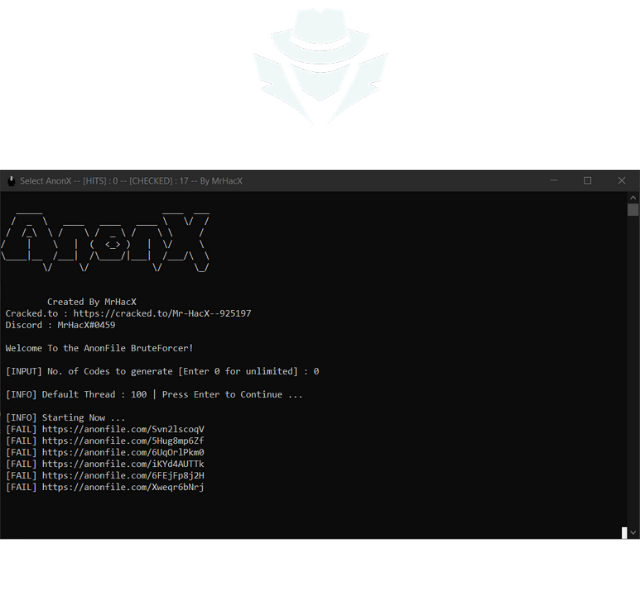 Select AnonX -- [HITS] : 0 -- [CHECKED] : 17 -- By MrHacX
AnonX
Created By MrHacX
Cracked.to : https://cracked.to/Mr-HacX--925197
Discord : MrHacX#0459
Welcome To the AnonFile BruteForcer!
[INPUT] No. of Codes to generate [Enter 0 for unlimited] : 0
[INFO] Default Thread : 100 | Press Enter to Continue ...
[INFO] Starting Now ...
[FAIL] https://anonfile.com/Svn2lscoqV
[FAIL] https://anonfile.com/5Hug8mp6Zf
[FAIL] https://anonfile.com/6UqOrlPkm0
[FAIL] https://anonfile.com/iKYd4AUTTk
[FAIL] https://anonfile.com/6FEjFp8j2H
[FAIL] https://anonfile.com/Xweqr6bNrj